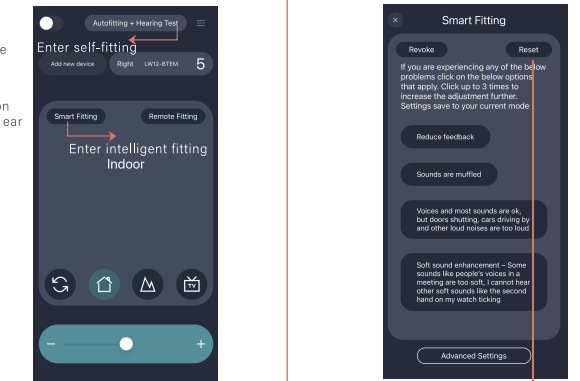 e
on
ear
Autofitting + Hearing Test
Enter self-fitting
Add new device
Right LW12-BTEM 5
Smart Fitting
Remote Fitting
Enter intelligent fitting
Indoor
TV
Smart Fitting
Revoke
Reset
If you are experiencing any of the below
problems click on the below options
that apply. Click up to 3 times to
increase the adjustment further.
Settings save to your current mode
Reduce feedback
Sounds are muffled
Voices and most sounds are ok,
but doors shutting, cars driving by
and other loud noises are too loud
Soft sound enhancement – Some
sounds like people's voices in a
meeting are too soft, I cannot hear
other soft sounds like the second
hand on my watch ticking
Advanced Settings